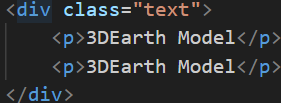 <div class="text">
    <p>3DEarth Model</p>
    <p>3DEarth Model</p>
</div>